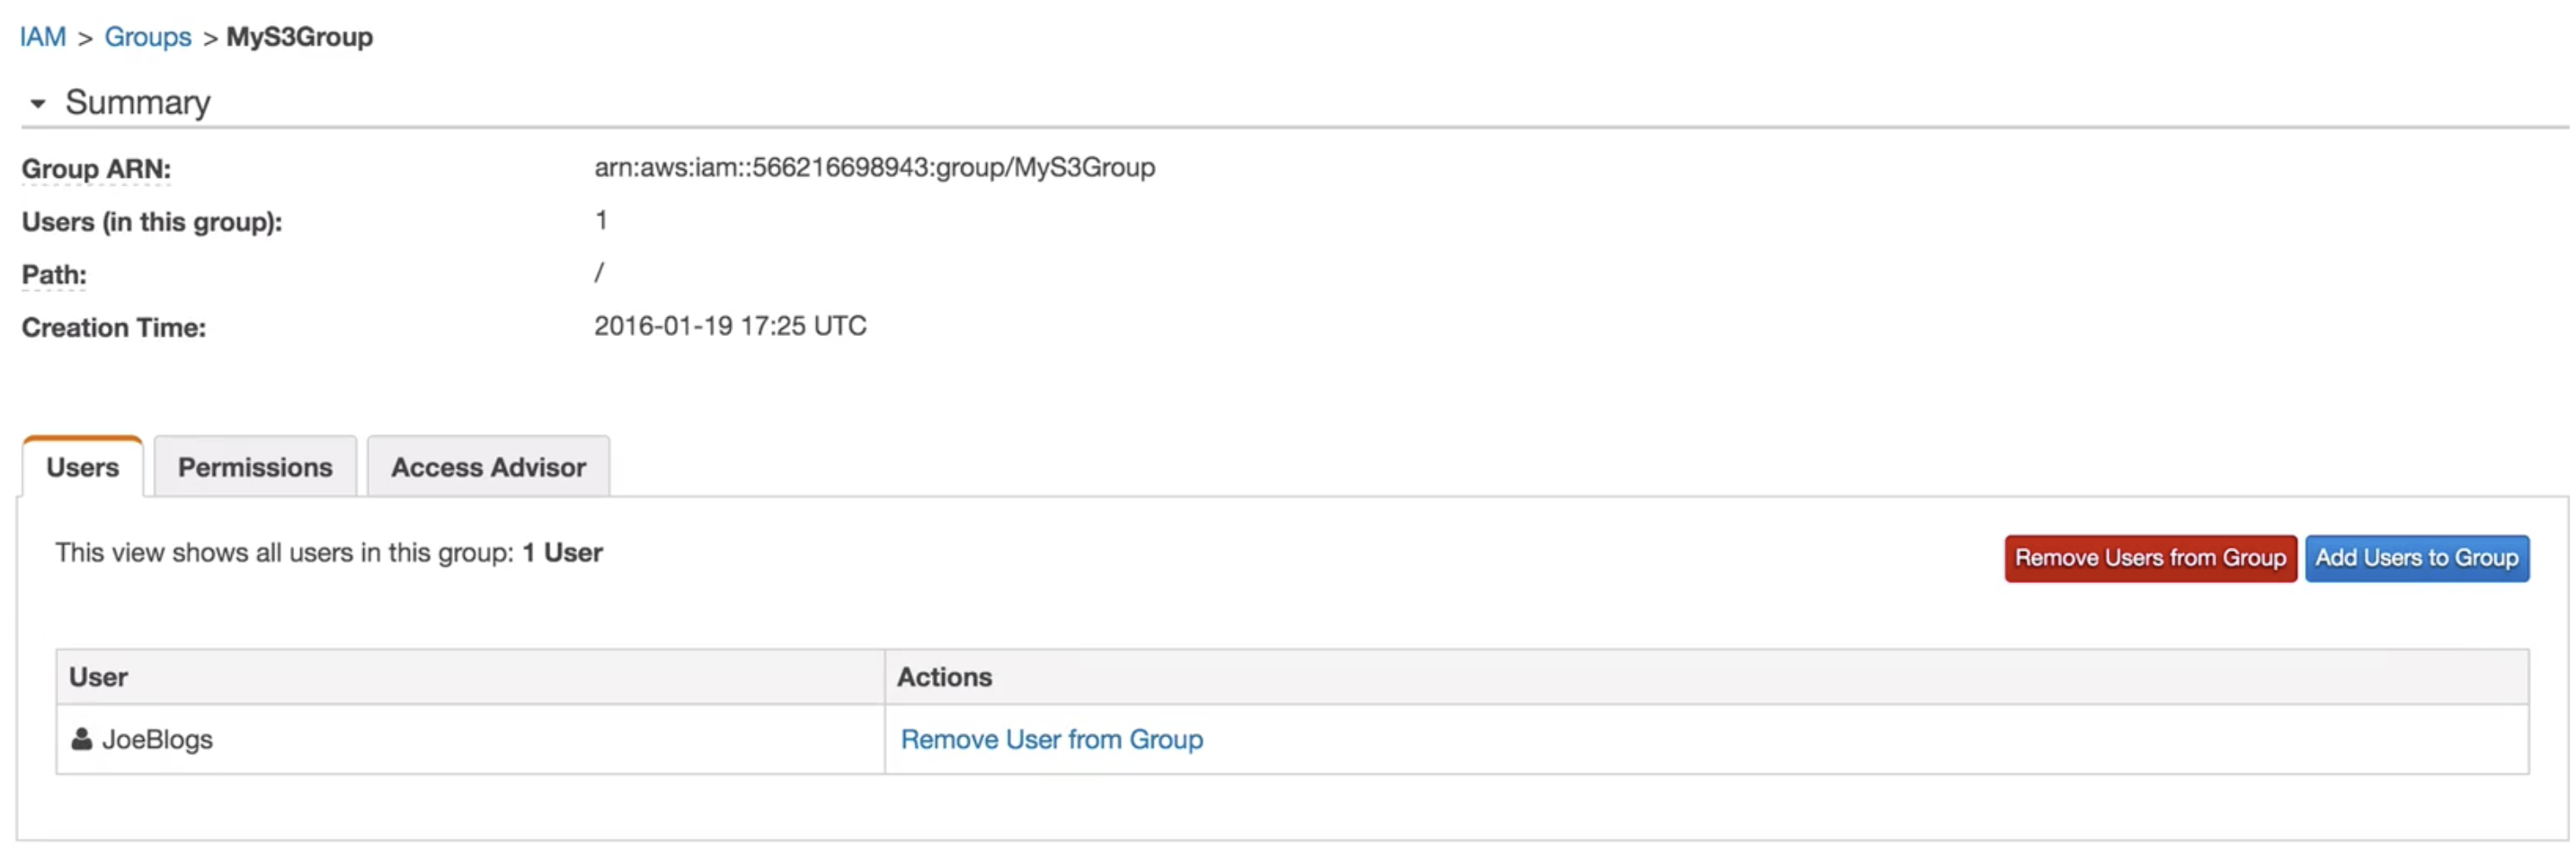 IAM > Groups > MyS3Group
Summary
Group ARN: arn:aws:iam::566216698943:group/MyS3Group
Users (in this group): 1
Path: /
Creation Time: 2016-01-19 17:25 UTC
Users Permissions Access Advisor
This view shows all users in this group: 1 User Remove Users from Group Add Users to Group
User Actions
JoeBlogs Remove User from Group